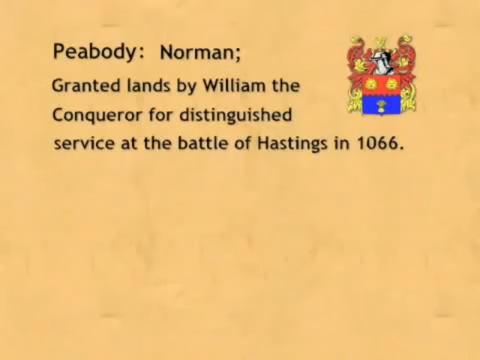 Peabody: Norman;
Granted lands by William the
Conqueror for distinguished
service at the battle of Hastings in 1066.